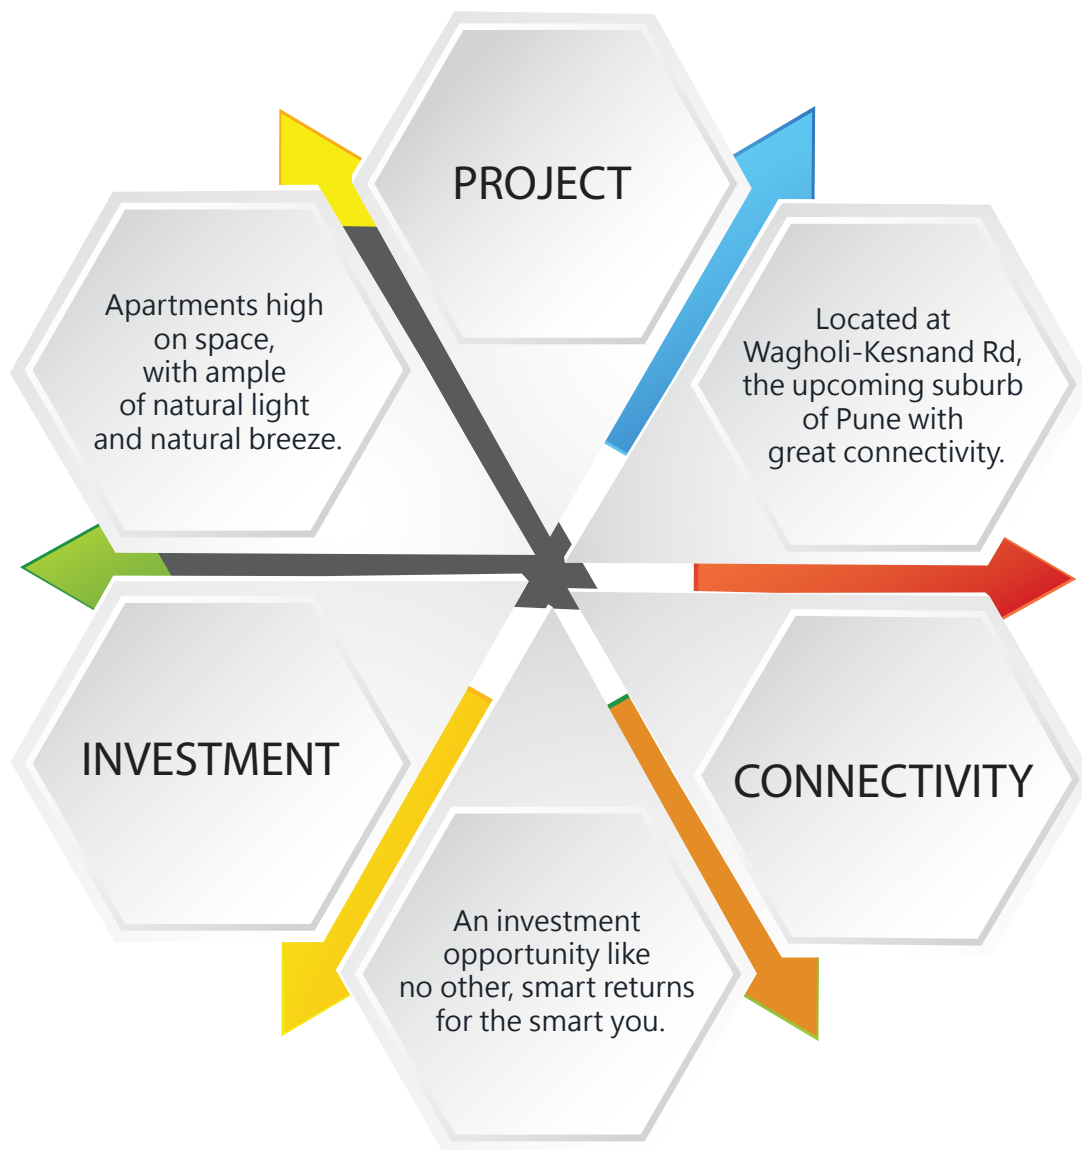 PROJECT
Apartments high
on space,
with ample
of natural light
and natural breeze.
Located at
Wagholi-Kesnand Rd,
the upcoming suburb
of Pune with
great connectivity.
INVESTMENT
CONNECTIVITY
An investment
opportunity like
no other, smart returns
for the smart you.